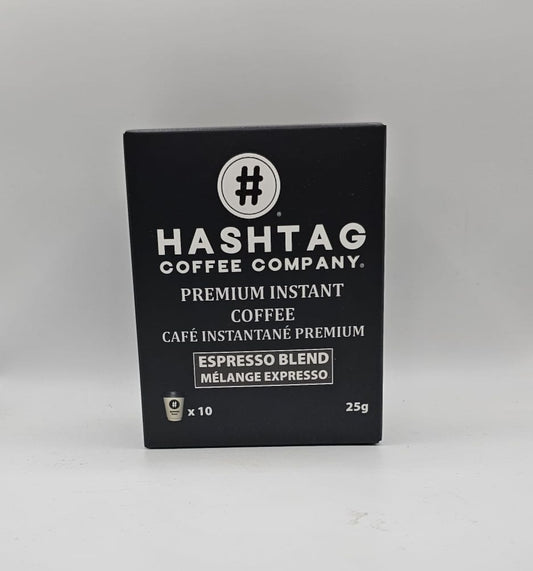 #
HASHTAG
COFFEE COMPANY®
PREMIUM INSTANT
COFFEE
CAFÉ INSTANTANÉ PREMIUM
ESPRESSO BLEND
MÉLANGE EXPRESSO
# x 10
25g